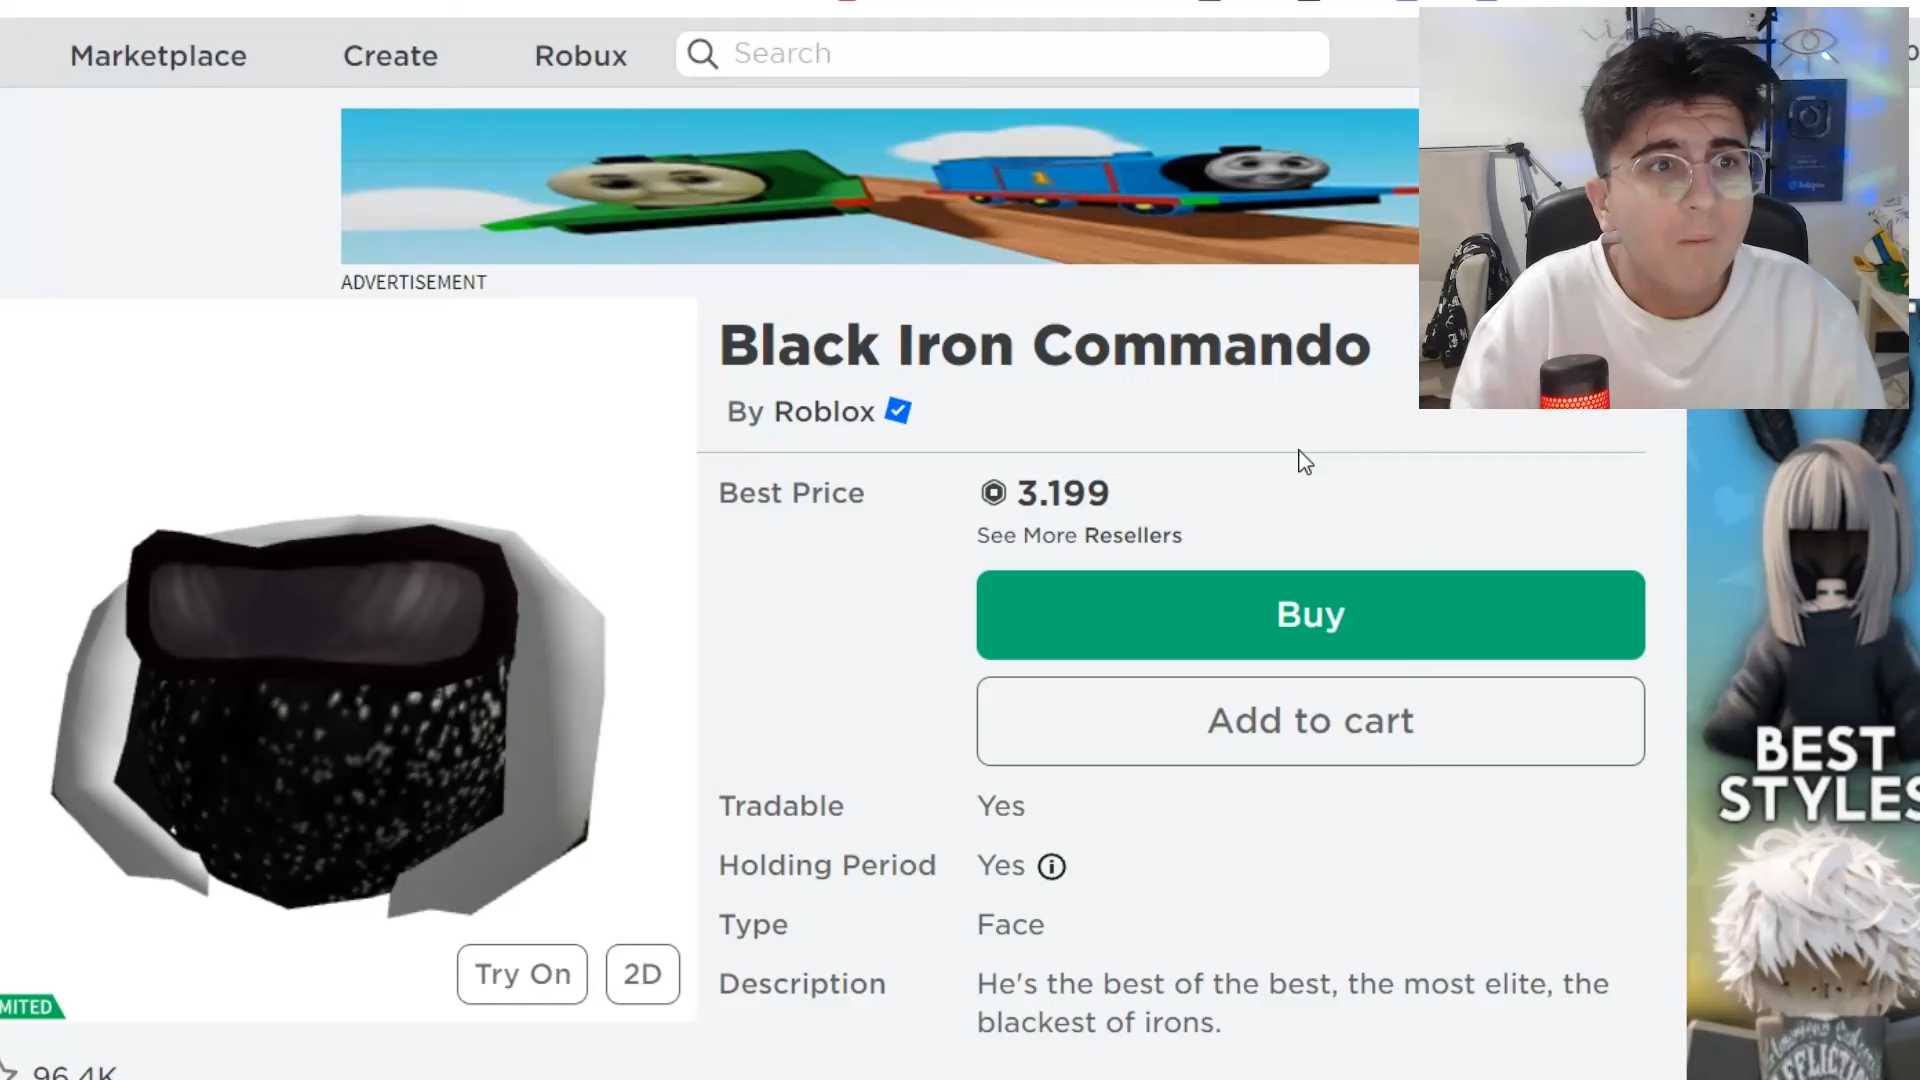 Marketplace
Create
Robux
Search
ADVERTISEMENT
Black Iron Commando
By Roblox
Best Price
3.199
See More Resellers
Buy
Add to cart
Tradable
Yes
Holding Period
Yes
Type
Face
Description
He's the best of the best, the most elite, the
blackest of irons.
Try On
2D
MITED
96.4K
BEST
STYLES